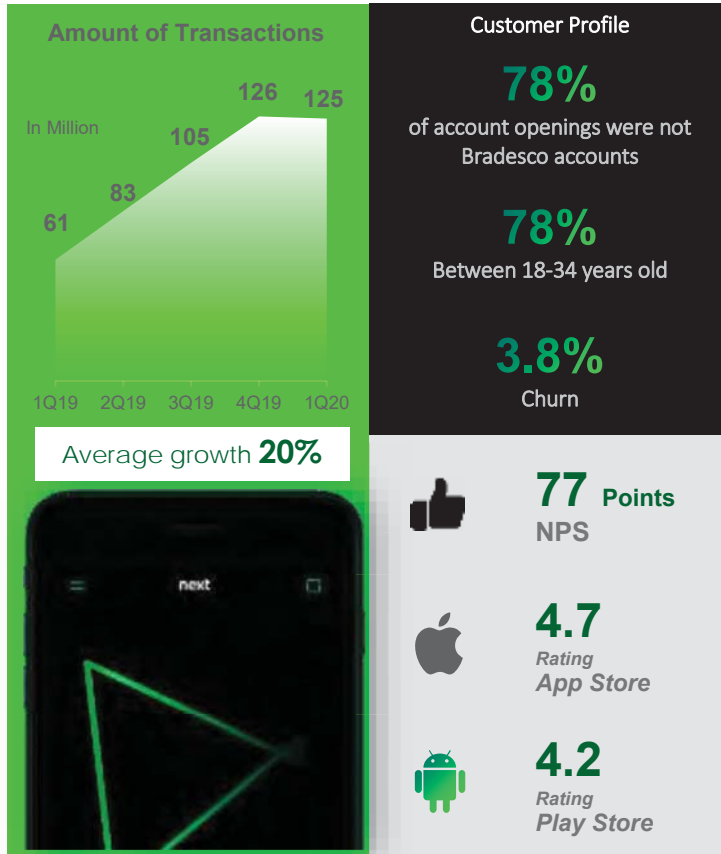 Amount of Transactions
In Million
61
83
105
126
125
1Q19 2Q19 3Q19 4Q19 1Q20
Average growth 20%
next
Customer Profile
78%
of account openings were not
Bradesco accounts
78%
Between 18-34 years old
3.8%
Churn
77 Points
NPS
4.7
Rating
App Store
4.2
Rating
Play Store